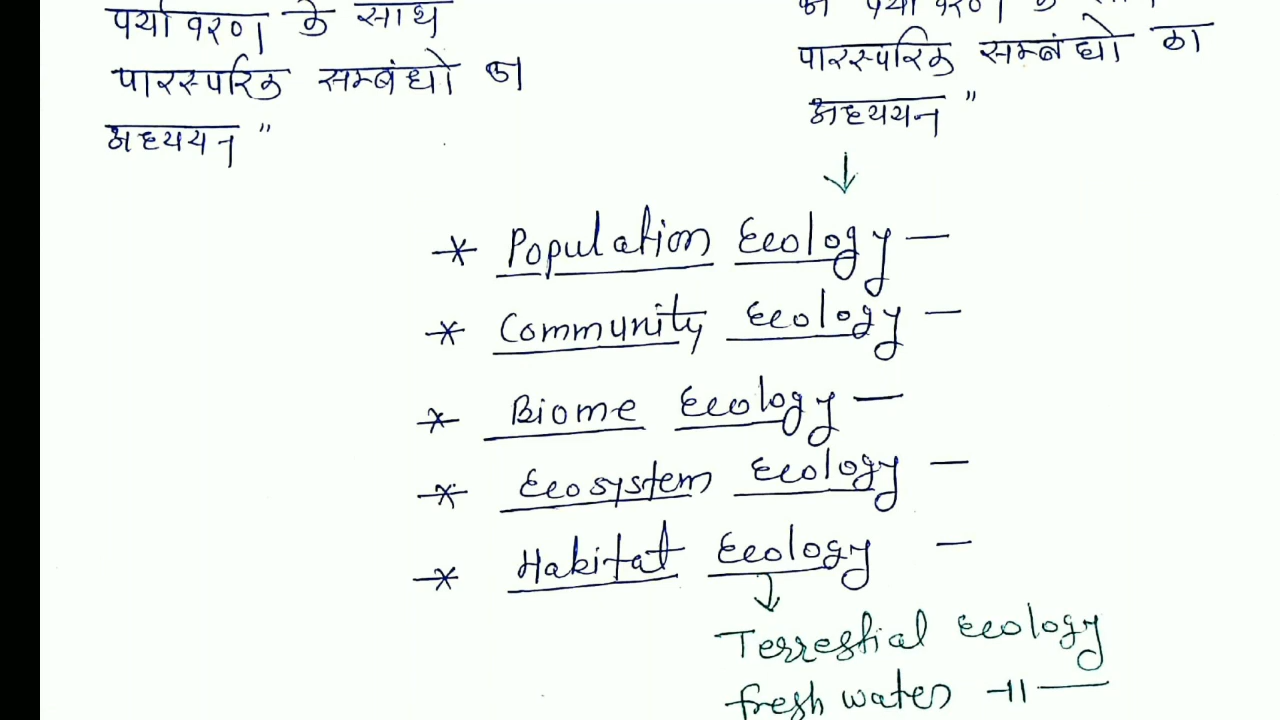 पर्यावरण के साथ
पारस्परिक सम्बंधो का
अध्ययन”
पारस्परिक सम्बंधो का
अध्ययन”
* Population Ecology –
* Community Ecology –
* Biome Ecology –
* Ecosystem Ecology –
* Habitat Ecology –
Terrestial Ecology
fresh water –॥–